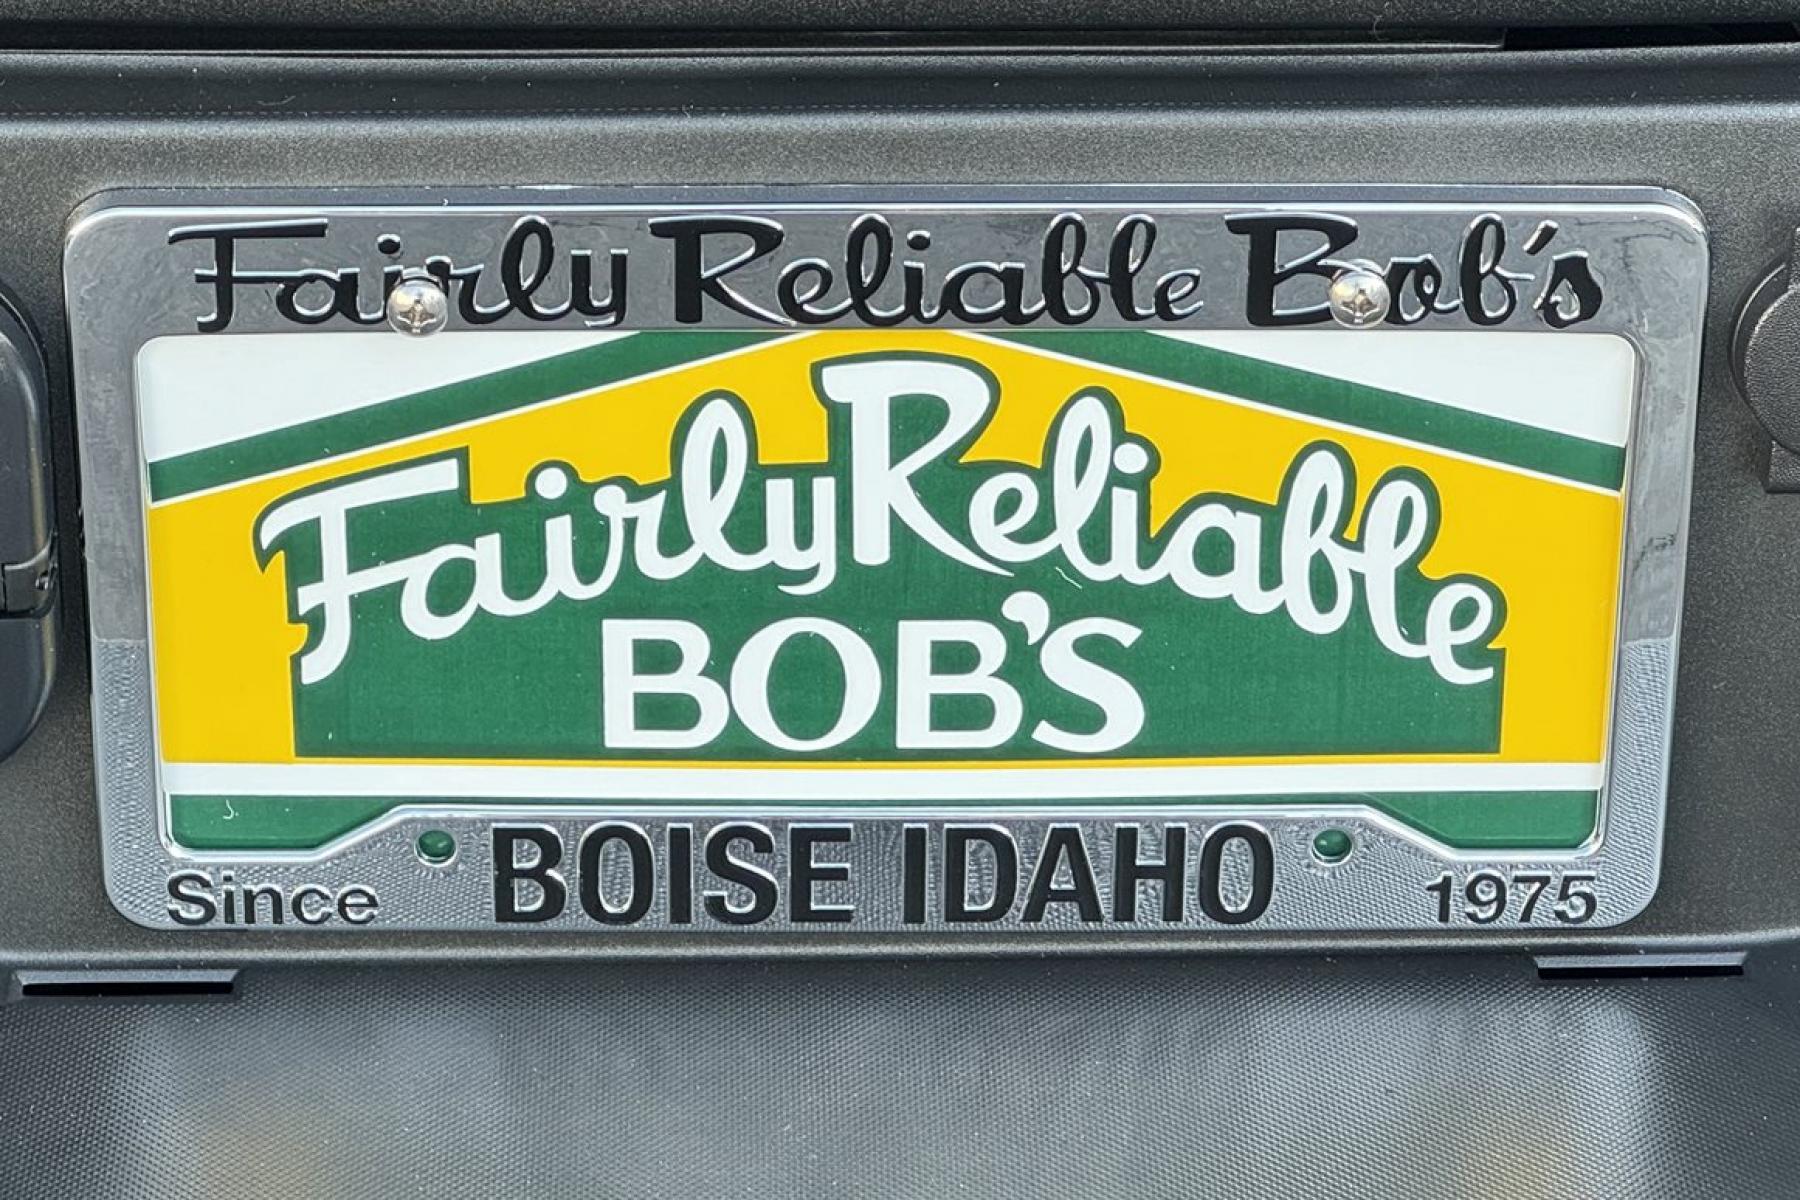 Fairly Reliable Bob's
Fairly Reliable
BOB'S
BOISE IDAHO
Since 1975